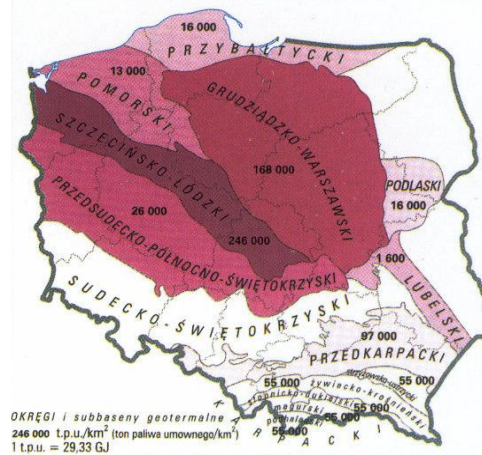 16 000
PRZYBAŁTYCKI
13 000
POMORSKI
GRUDZIĄDZKO-WARSZAWSKI
SZCZECIŃSKO-ŁÓDZKI
168 000
PODLASKI
16 000
26 000
246 000
PRZEDSUDECKO-PÓŁNOCNO-ŚWIĘTOKRZYSKI
1 600
LUBELSKI
SUDECKO-ŚWIĘTOKRZYSKI
97 000
PRZEDKARPACKI
55 000
żywiecko-krośnieński
55 000
magurski
55 000
podhalański
55 000
KARPACKI
OKRĘGI i subbaseny geotermalne
246 000 t.p.u./km² (ton paliwa umownego/km²)
1 t.p.u. = 29,33 GJ